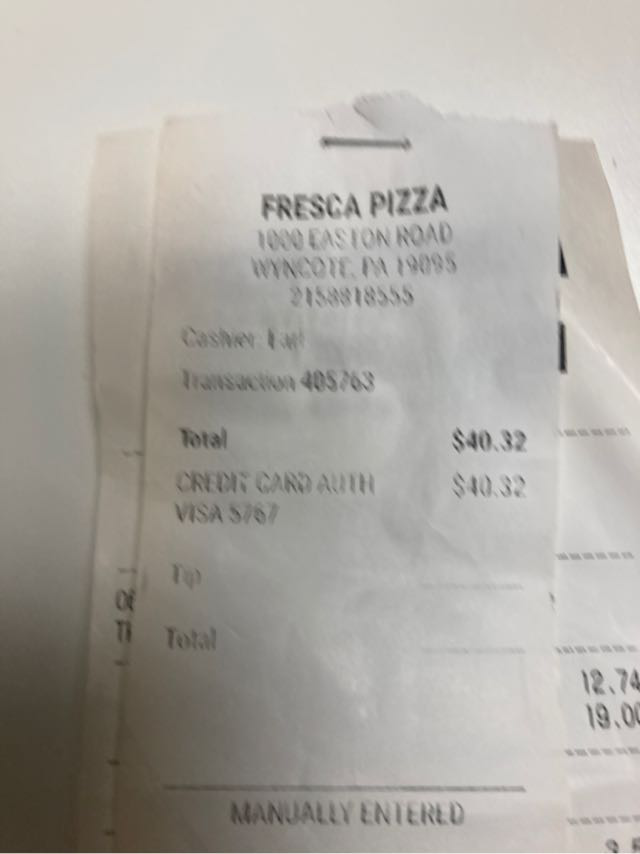 FRESCA PIZZA
1000 EASTON ROAD
WYNCOTE, PA 19095
2158818555
Cashier:
Transaction 405763
Total $40.32
CREDIT CARD AUTH $40.32
VISA 5767
Tip
Total
MANUALLY ENTERED
12.74
19.00